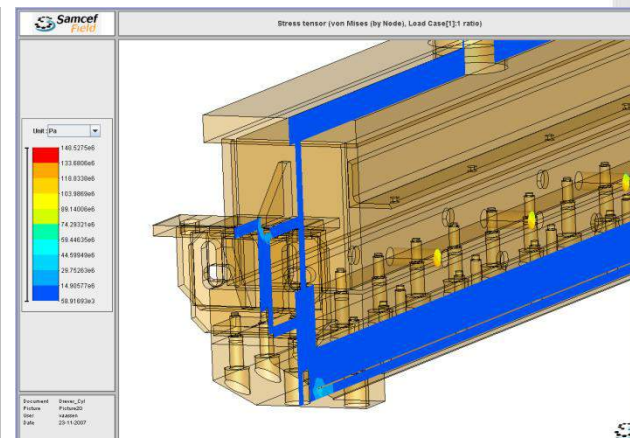 Samcef
Field
Stress tensor (von Mises (by Node), Load Case[1]:1 ratio)
Unit : Pa
148.5275e6
133.6806e6
118.8338e6
103.9869e6
89.14006e6
74.29321e6
59.44635e6
44.59949e6
29.75263e6
14.90577e6
58.91693e3
Document
Picture Picture20
User
Date 23-11-2007